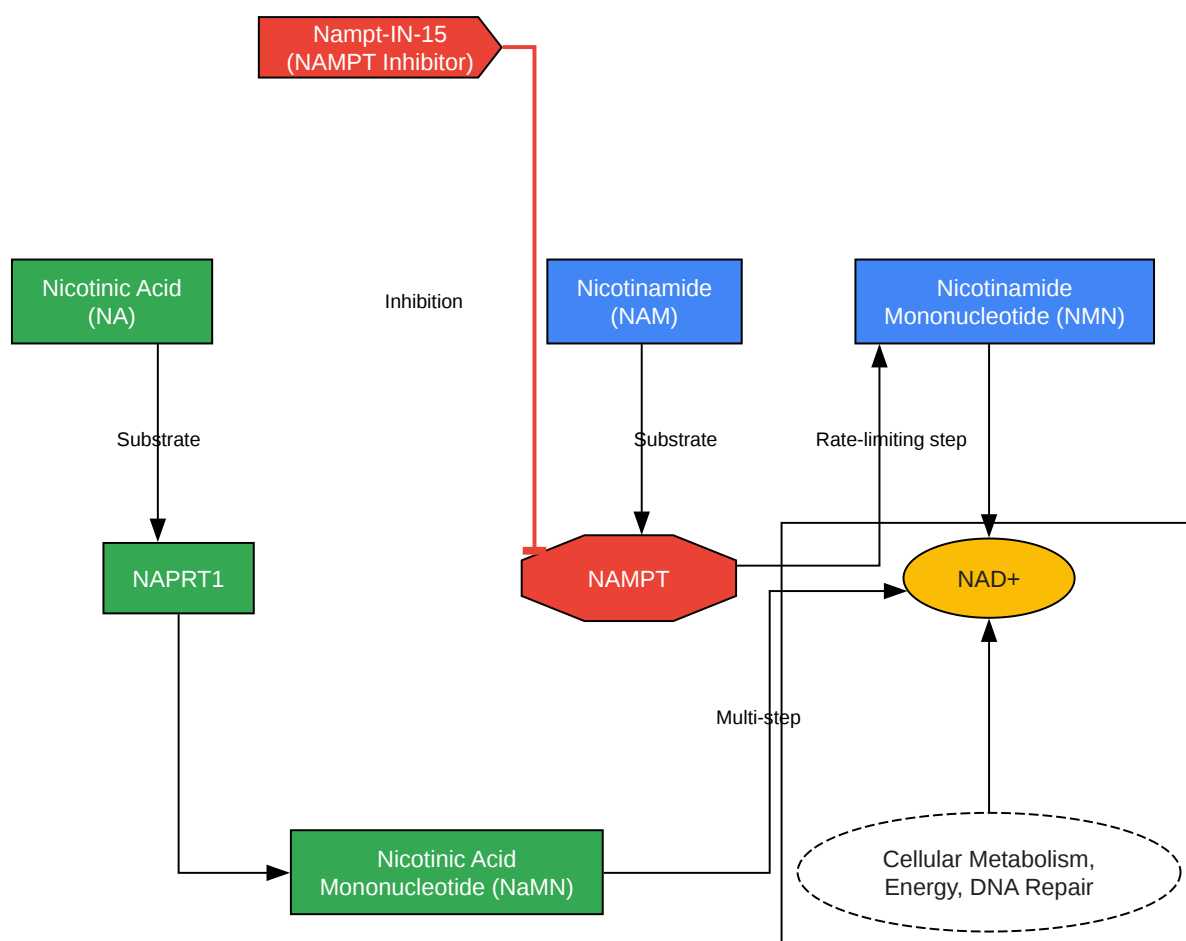 Nampt-IN-15
(NAMPT Inhibitor)
Inhibition
Nicotinic Acid
(NA)
Nicotinamide
(NAM)
Nicotinamide
Mononucleotide (NMN)
Substrate
Substrate
Rate-limiting step
NAPRT1
NAMPT
NAD+
Multi-step
Nicotinic Acid
Mononucleotide (NaMN)
Cellular Metabolism,
Energy, DNA Repair